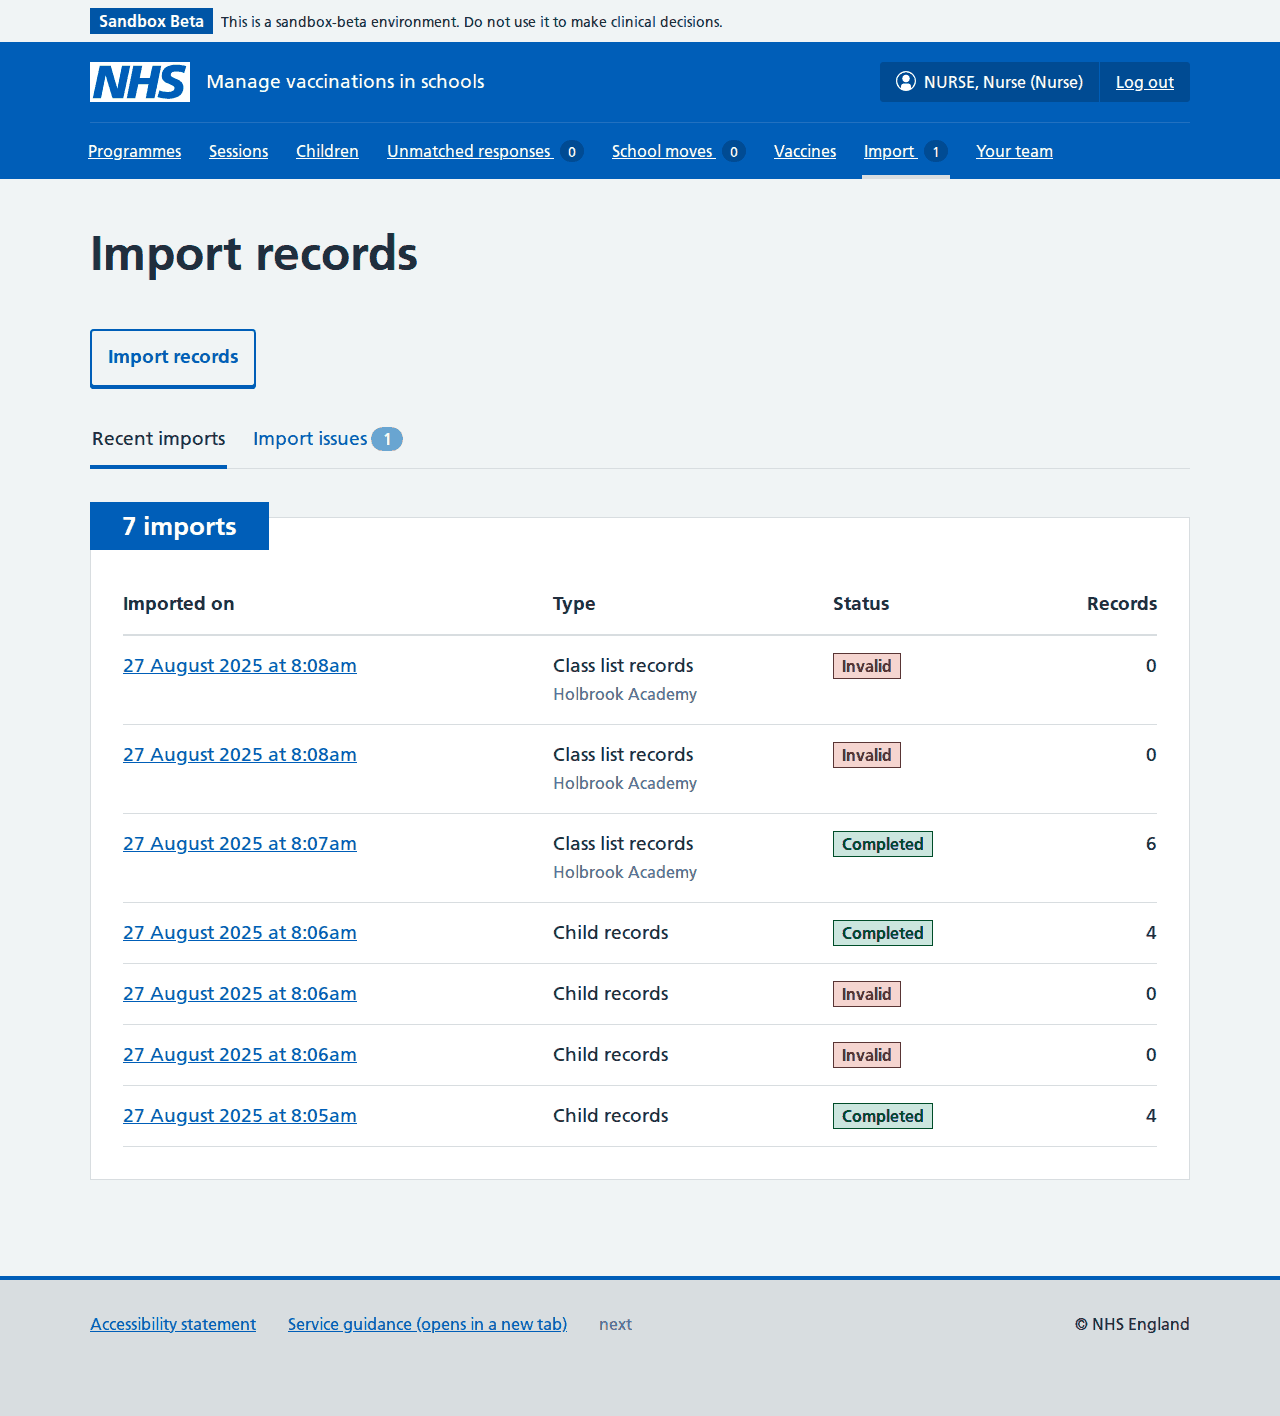 Sandbox Beta This is a sandbox-beta environment. Do not use it to make clinical decisions.
NHS Manage vaccinations in schools NURSE, Nurse (Nurse) Log out
Programmes Sessions Children Unmatched responses 0 School moves 0 Vaccines Import 1 Your team
Import records
Import records
Recent imports Import issues 1
7 imports
Imported on Type Status Records
27 August 2025 at 8:08am Class list records Invalid 0
Holbrook Academy
27 August 2025 at 8:08am Class list records Invalid 0
Holbrook Academy
27 August 2025 at 8:07am Class list records Completed 6
Holbrook Academy
27 August 2025 at 8:06am Child records Completed 4
27 August 2025 at 8:06am Child records Invalid 0
27 August 2025 at 8:06am Child records Invalid 0
27 August 2025 at 8:05am Child records Completed 4
Accessibility statement Service guidance (opens in a new tab) next © NHS England